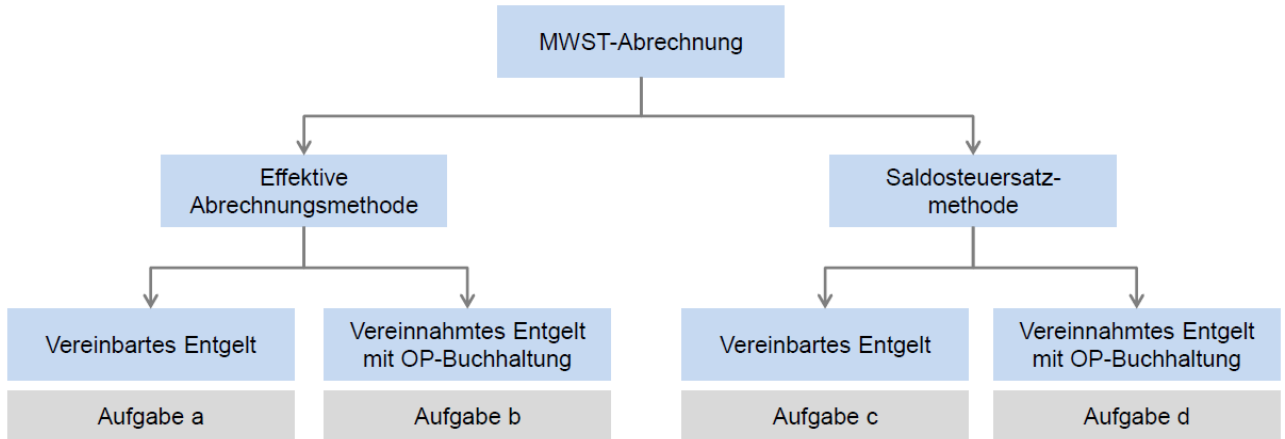 MWST-Abrechnung
Effektive
Abrechnungsmethode
Saldosteuersatz-
methode
Vereinbartes Entgelt
Vereinnahmtes Entgelt
mit OP-Buchhaltung
Vereinbartes Entgelt
Vereinnahmtes Entgelt
mit OP-Buchhaltung
Aufgabe a
Aufgabe b
Aufgabe c
Aufgabe d